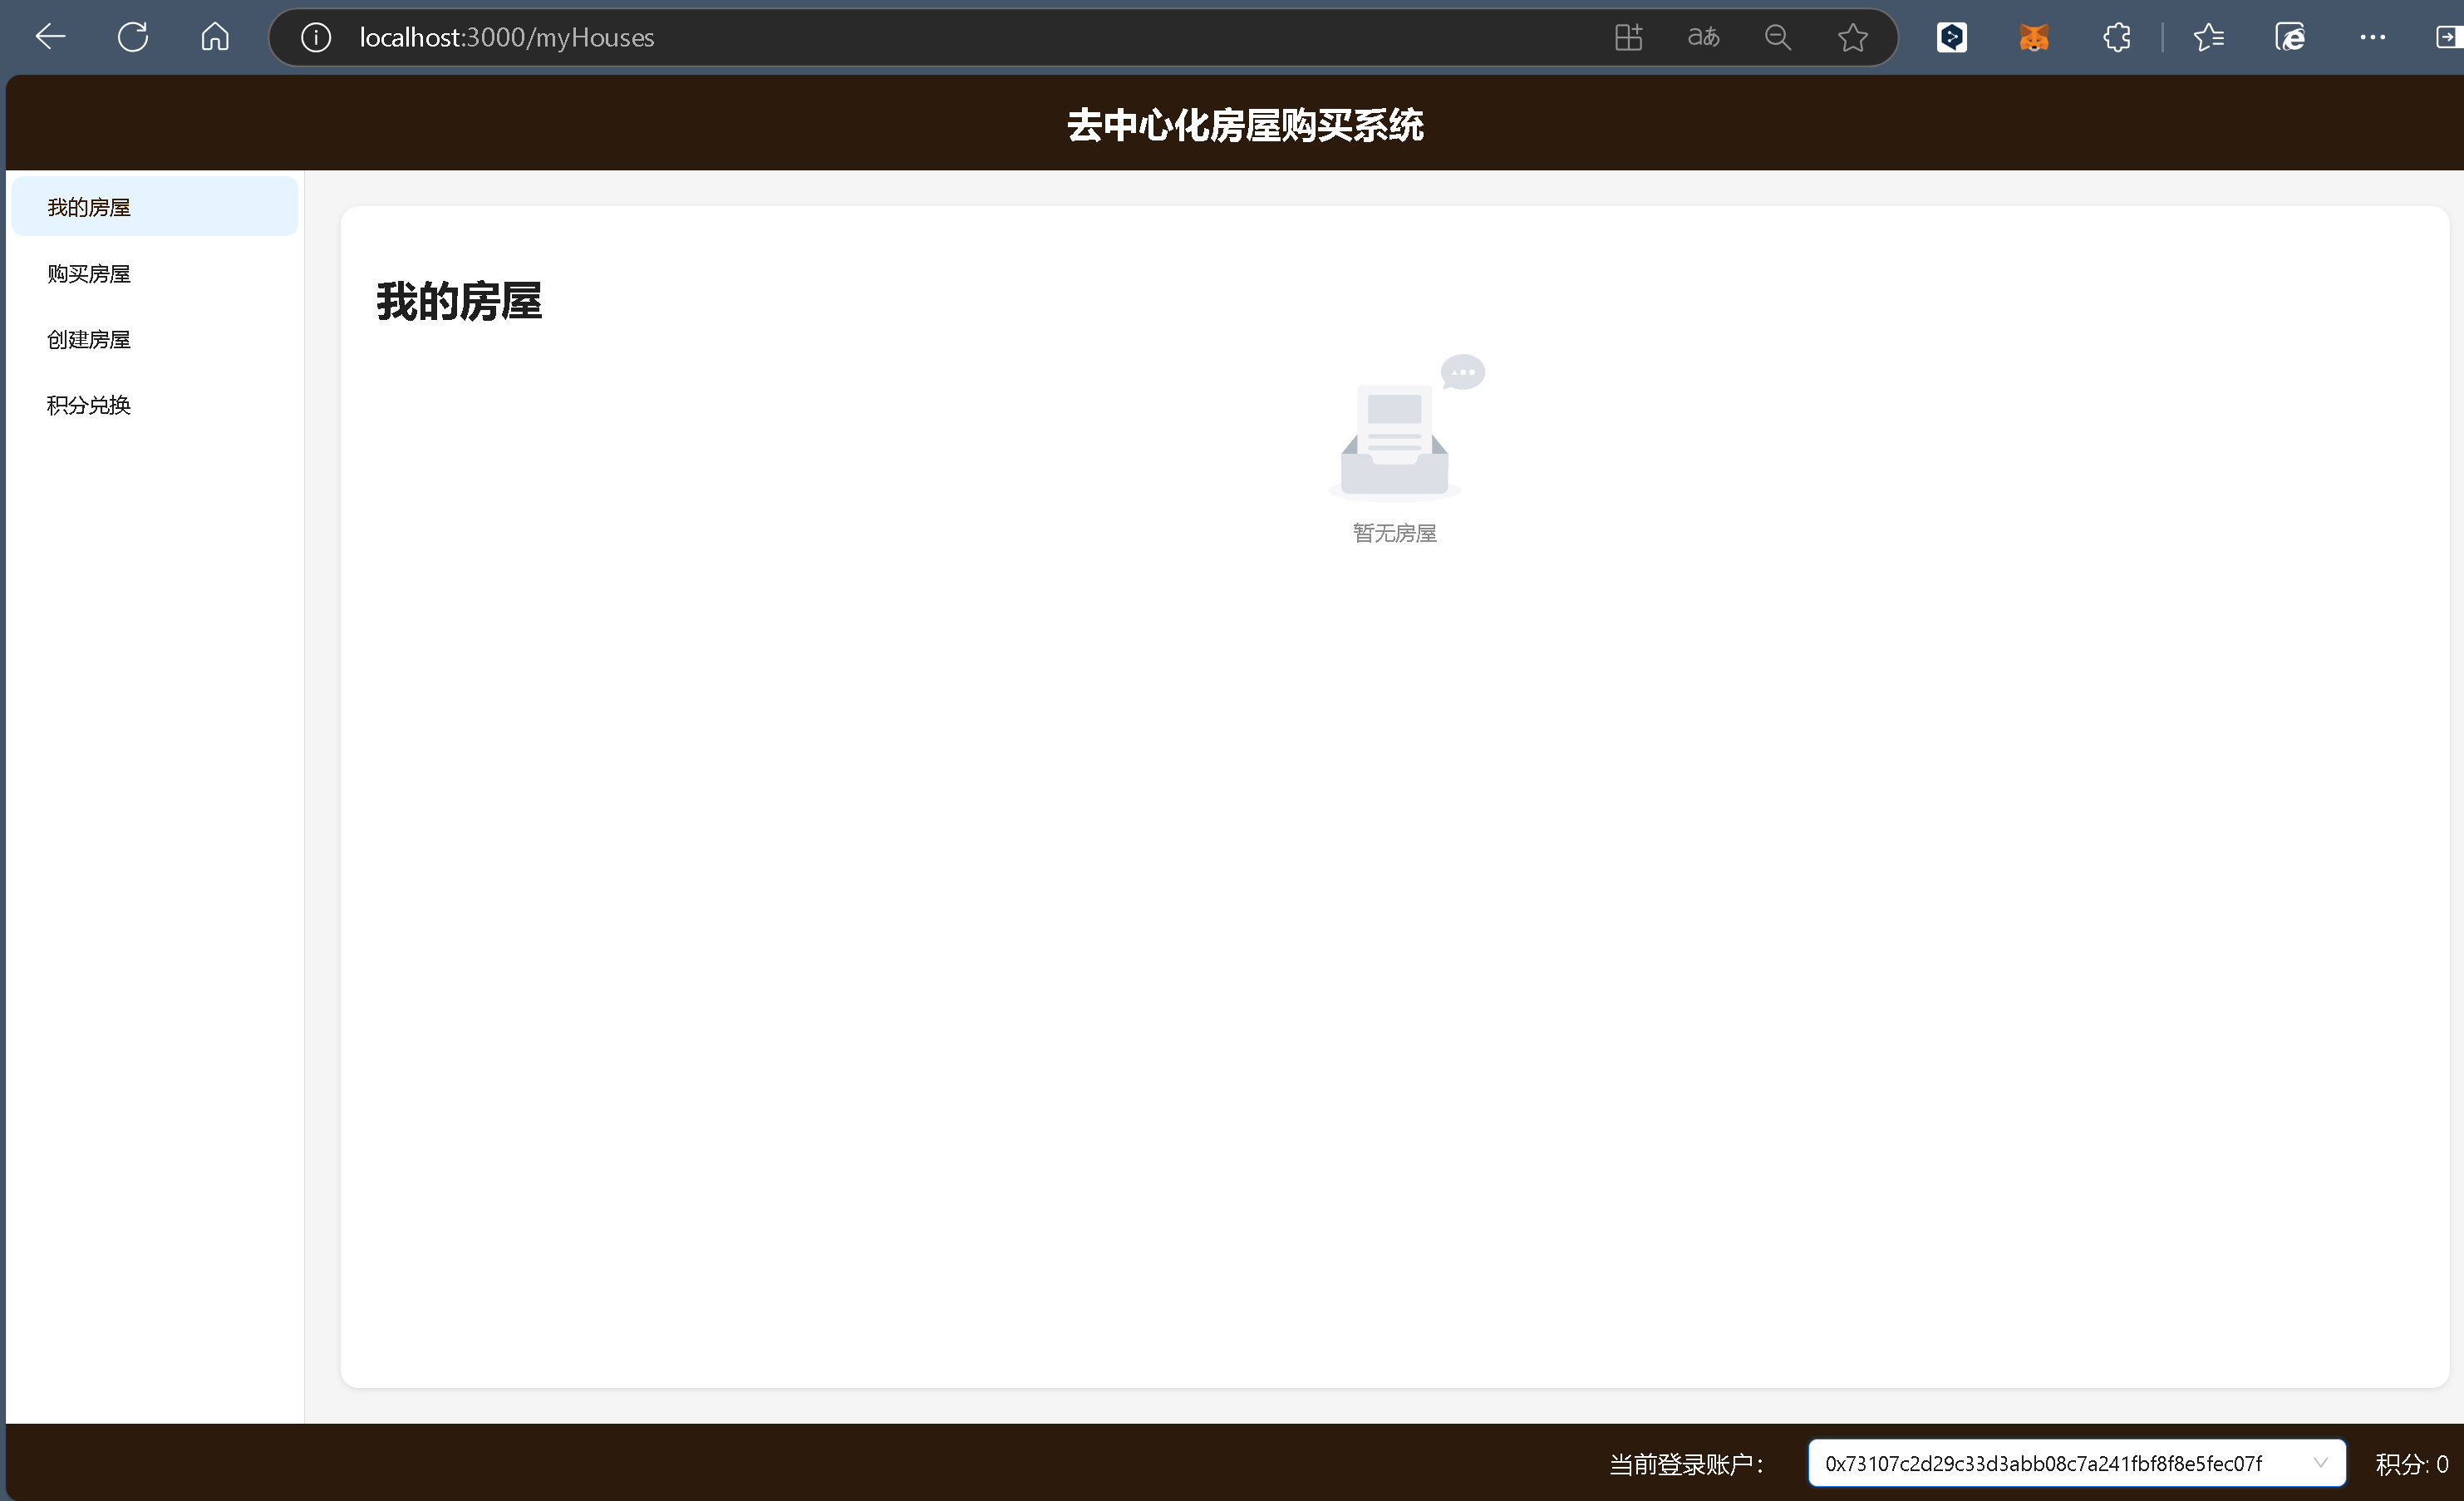 localhost:3000/myHouses
aあ
去中心化房屋购买系统
我的房屋
购买房屋
创建房屋
积分兑换
我的房屋
暂无房屋
当前登录账户：
0x73107c2d29c33d3abb08c7a241fbf8f8e5fec07f
积分: 0